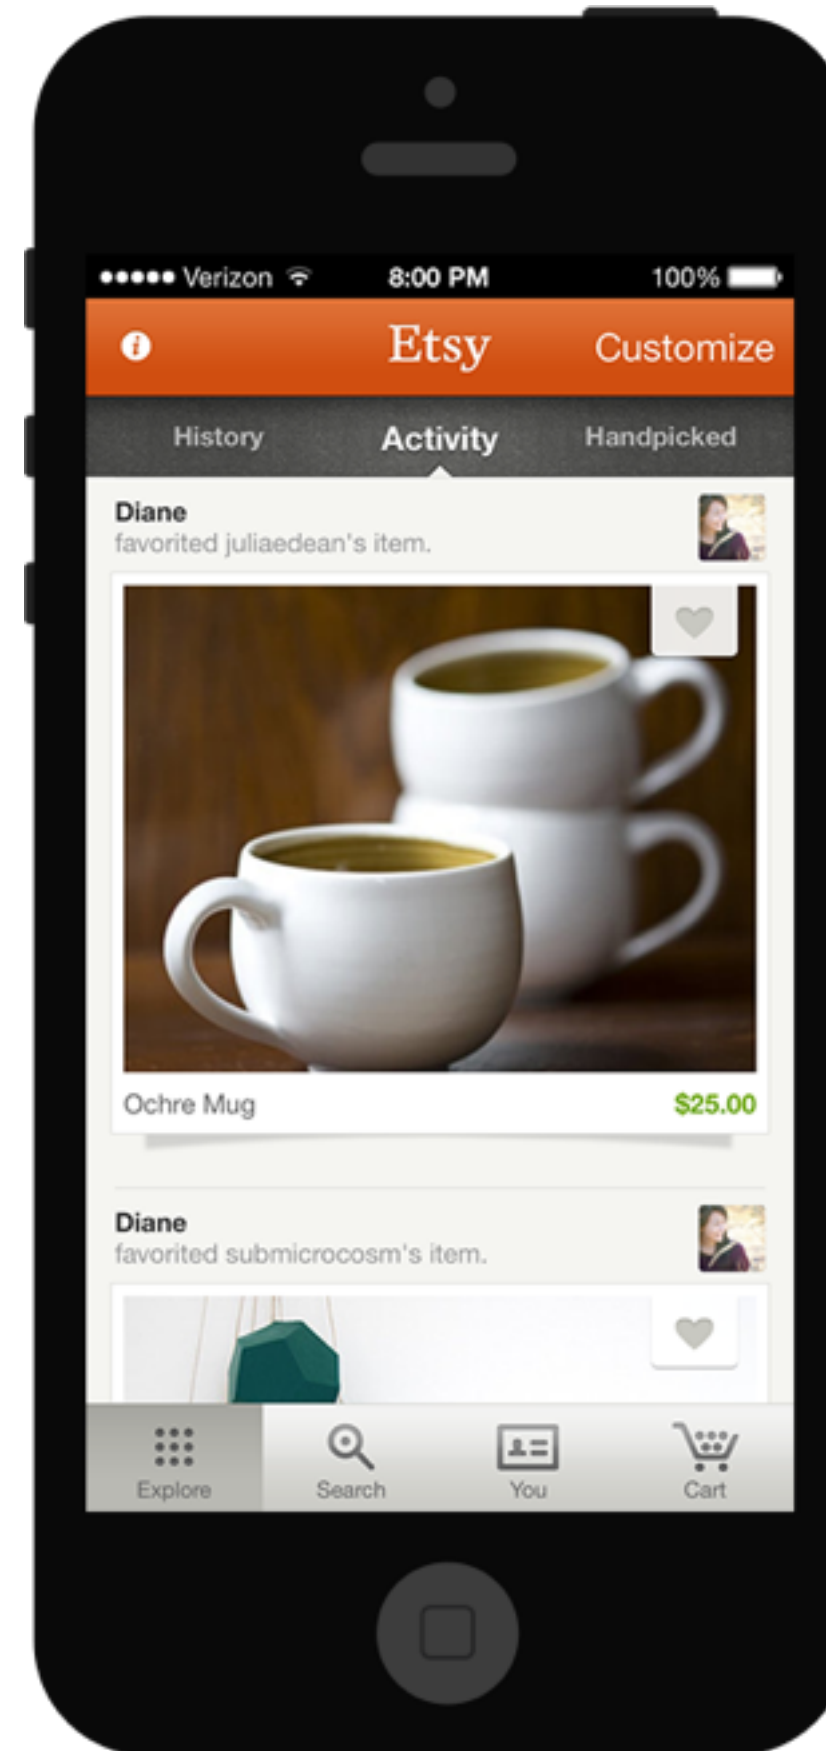 Verizon 8:00 PM 100%
Etsy Customize
History Activity Handpicked
Diane
favorited juliaedean's item.
Ochre Mug $25.00
Diane
favorited submicrocosm's item.
Explore Search You Cart